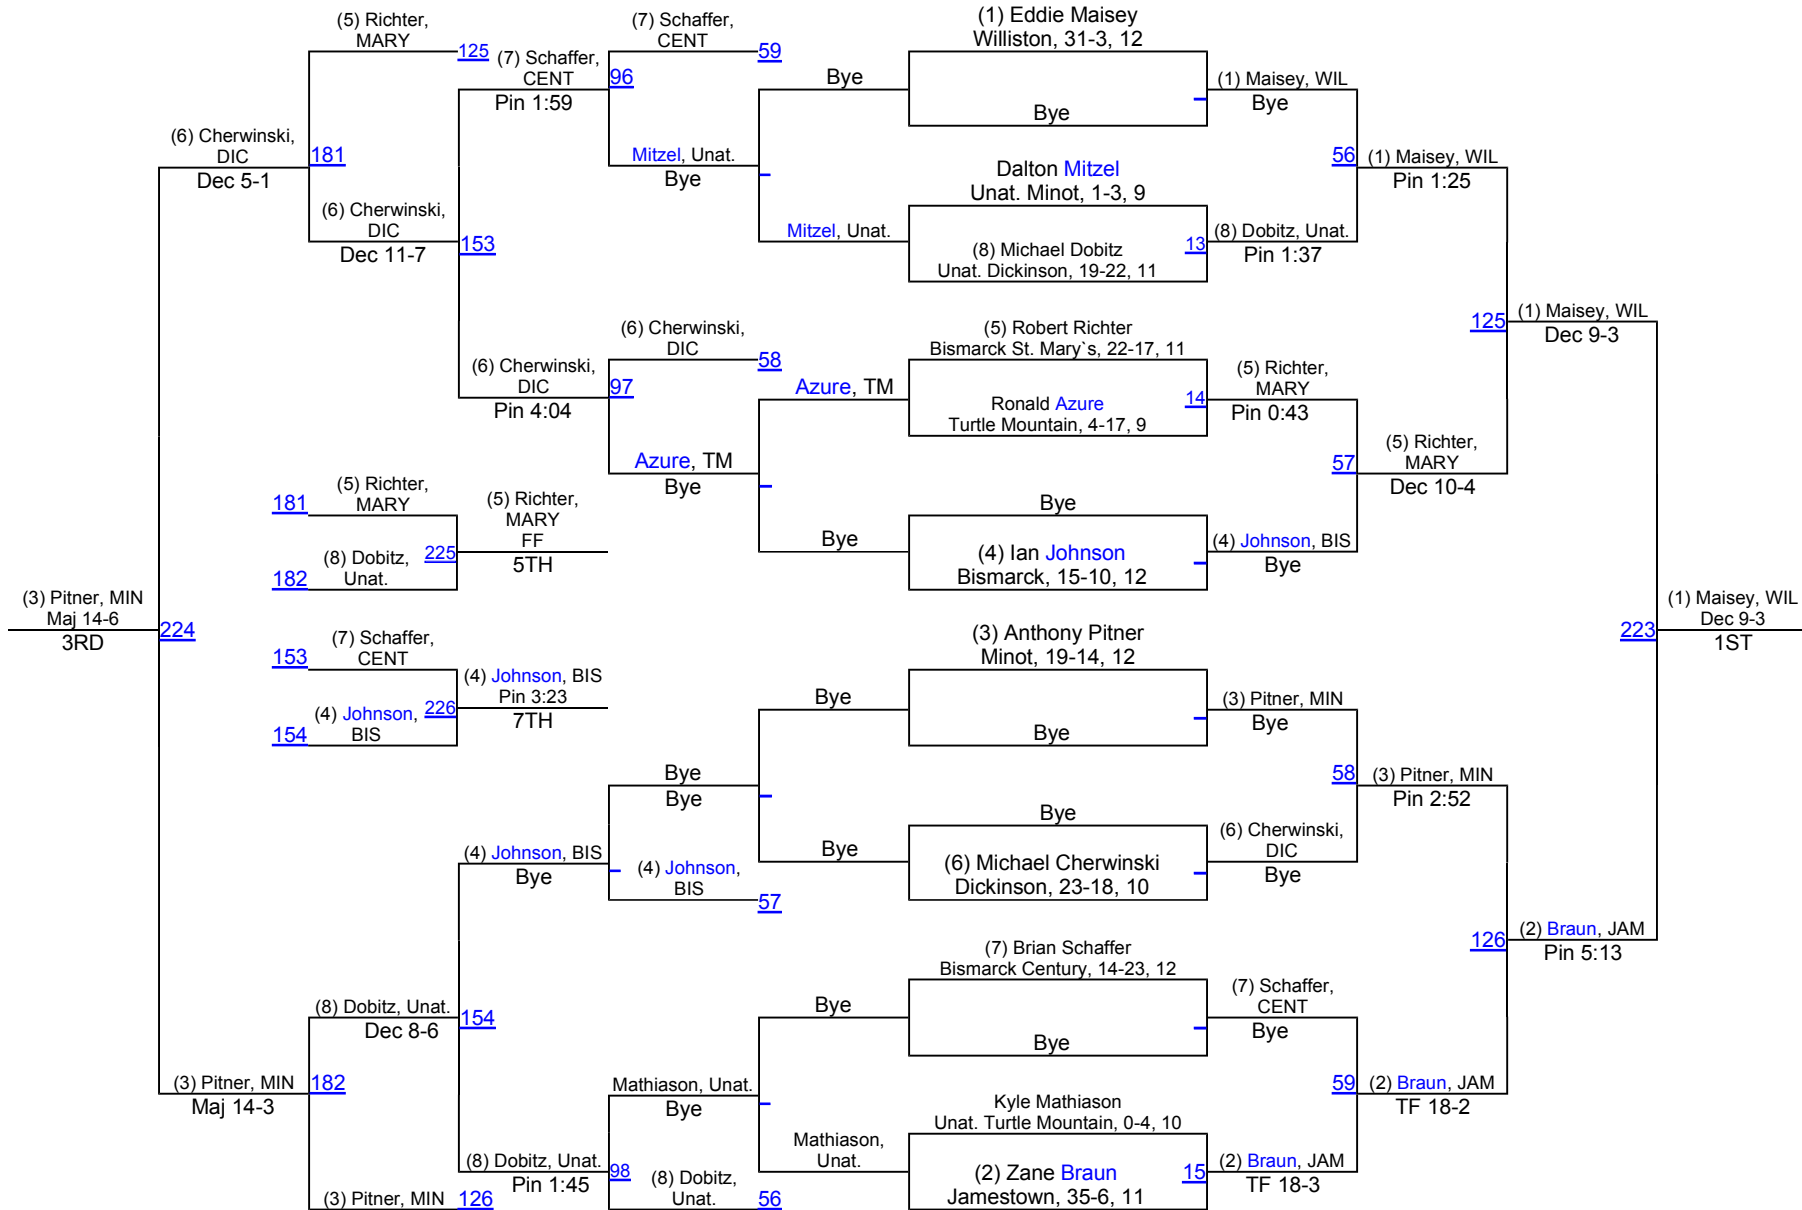 (5) Richter,
MARY
125
(7) Schaffer,
CENT
Pin 1:59
96
(7) Schaffer,
CENT
59
(6) Cherwinski,
DIC
Dec 5-1
181
Mitzel, Unat.
Bye
(6) Cherwinski,
DIC
Dec 11-7
153
(6) Cherwinski,
DIC
58
(6) Cherwinski,
DIC
Pin 4:04
97
Azure, TM
Bye
Bye
Mitzel, Unat.
Azure, TM
Bye
(1) Eddie Maisey
Williston, 31-3, 12
Bye
Dalton Mitzel
Unat. Minot, 1-3, 9
(8) Michael Dobitz
Unat. Dickinson, 19-22, 11
13
(5) Robert Richter
Bismarck St. Mary`s, 22-17, 11
Ronald Azure
Turtle Mountain, 4-17, 9
14
Bye
(4) Ian Johnson
Bismarck, 15-10, 12
(1) Maisey, WIL
Bye
56
(8) Dobitz, Unat.
Pin 1:37
(1) Maisey, WIL
Pin 1:25
(5) Richter,
MARY
Pin 0:43
57
(4) Johnson, BIS
Bye
(5) Richter,
MARY
Dec 10-4
125
(1) Maisey, WIL
Dec 9-3
181
(5) Richter,
MARY
(8) Dobitz,
Unat.
182
225
(5) Richter,
MARY
FF
5TH
(3) Pitner, MIN
Maj 14-6
3RD
224
153
(7) Schaffer,
CENT
(4) Johnson,
BIS
154
226
(4) Johnson, BIS
Pin 3:23
7TH
223
(1) Maisey, WIL
Dec 9-3
1ST
(3) Anthony Pitner
Minot, 19-14, 12
Bye
Bye
(6) Michael Cherwinski
Dickinson, 23-18, 10
(7) Brian Schaffer
Bismarck Century, 14-23, 12
Bye
Kyle Mathiason
Unat. Turtle Mountain, 0-4, 10
(2) Zane Braun
Jamestown, 35-6, 11
15
(3) Pitner, MIN
Bye
58
(6) Cherwinski,
DIC
Bye
(3) Pitner, MIN
Pin 2:52
126
(2) Braun, JAM
Pin 5:13
(7) Schaffer,
CENT
Bye
59
(2) Braun, JAM
TF 18-3
(2) Braun, JAM
TF 18-2
Bye
Bye
Bye
Bye
Bye
Mathiason,
Unat.
(4) Johnson, BIS
Bye
(4) Johnson,
BIS
57
(8) Dobitz, Unat.
Dec 8-6
154
Mathiason, Unat.
Bye
(3) Pitner, MIN
Maj 14-3
182
(8) Dobitz, Unat.
Pin 1:45
98
(8) Dobitz,
Unat.
56
(3) Pitner, MIN
126